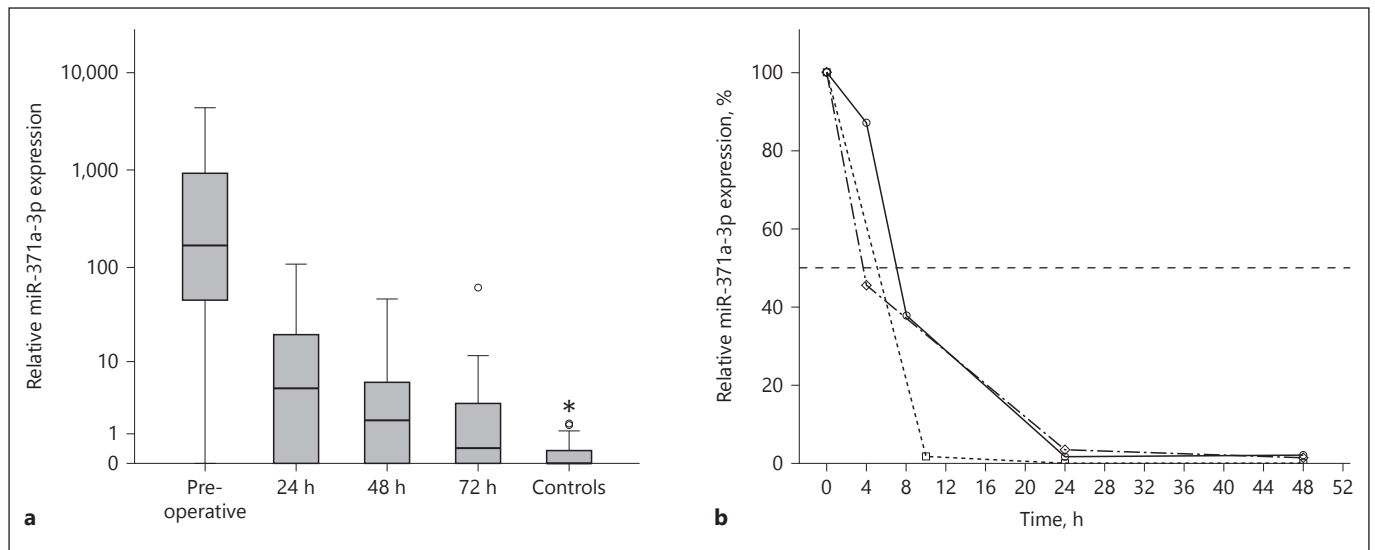 Relative miR-371a-3p expression
10,000
1,000
100
10
1
0
Pre-
operative
24 h
48 h
72 h
Controls
*
a
Relative miR-371a-3p expression, %
100
80
60
40
20
0
0 4 8 12 16 20 24 28 32 36 40 44 48 52
Time, h
b